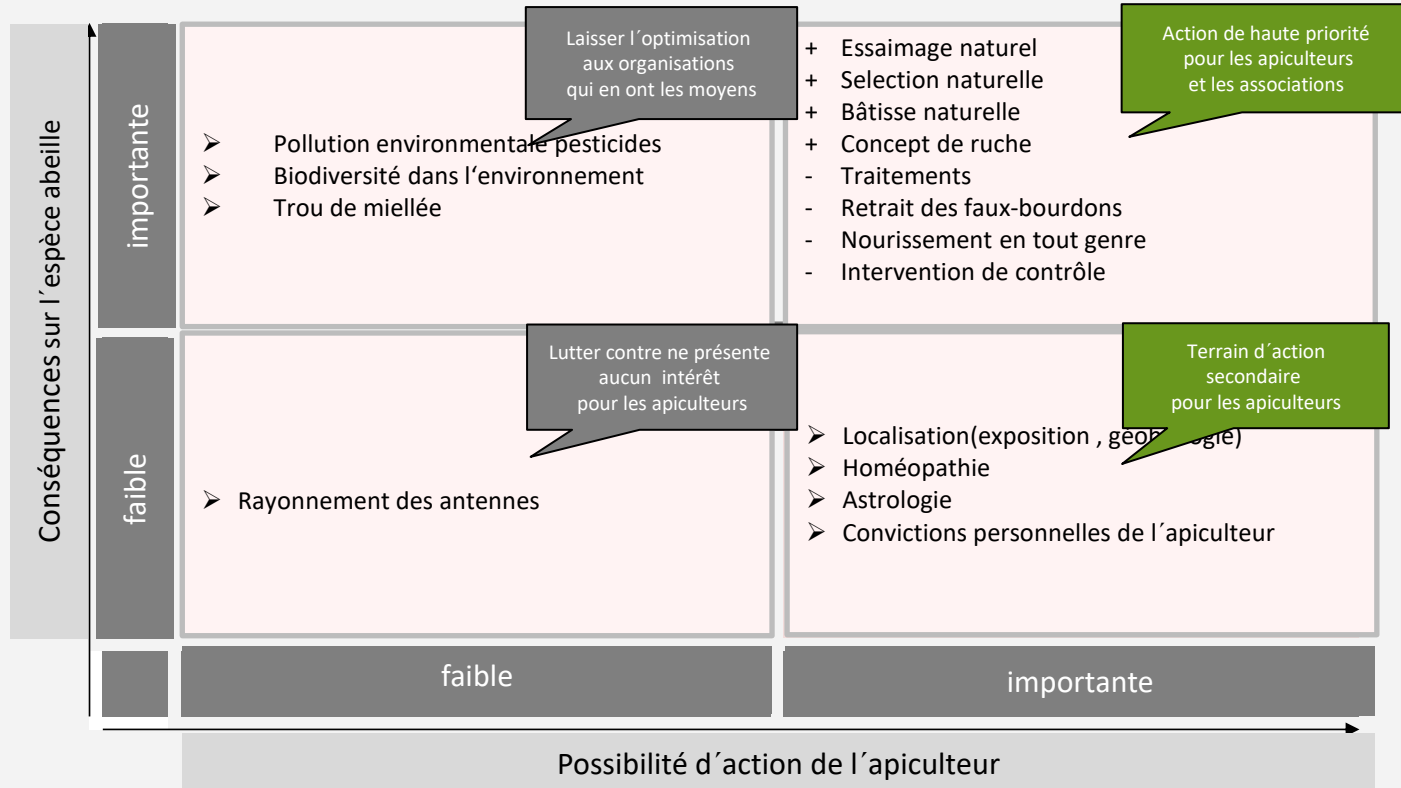 Conséquences sur l´espèce abeille
importante
Laisser l´optimisation
aux organisations
qui en ont les moyens
➢ Pollution environmentale pesticides
➢ Biodiversité dans l‘environnement
➢ Trou de miellée
Action de haute priorité
pour les apiculteurs
et les associations
+ Essaimage naturel
+ Selection naturelle
+ Bâtisse naturelle
+ Concept de ruche
- Traitements
- Retrait des faux-bourdons
- Nourissement en tout genre
- Intervention de contrôle
faible
Lutter contre ne présente
aucun intérêt
pour les apiculteurs
➢ Rayonnement des antennes
Terrain d´action
secondaire
pour les apiculteurs
➢ Localisation(exposition ,
➢ Homéopathie
➢ Astrologie
➢ Convictions personnelles de l´apiculteur
faible
importante
Possibilité d´action de l´apiculteur